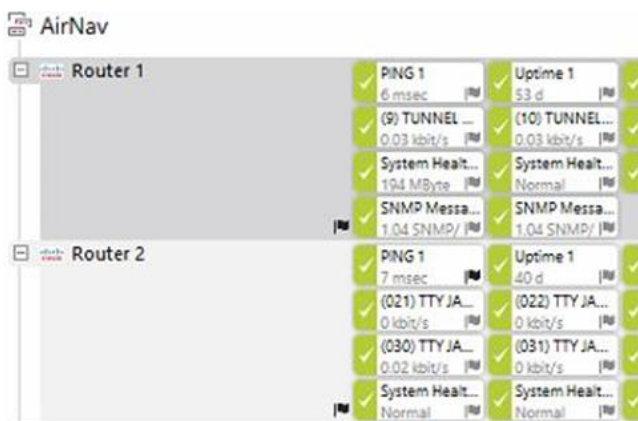 AirNav
Router 1
PING 1
6 msec
Uptime 1
53 d
(9) TUNNEL ...
0.03 kbit/s
(10) TUNNEL...
0.03 kbit/s
System Healt...
194 MByte
System Healt...
Normal
SNMP Messa...
1.04 SNMP/
SNMP Messa...
1.04 SNMP/
Router 2
PING 1
7 msec
Uptime 1
40 d
(021) TTY JA...
0 kbit/s
(022) TTY JA...
0 kbit/s
(030) TTY JA...
0.02 kbit/s
(031) TTY JA...
0 kbit/s
System Healt...
Normal
System Healt...
Normal